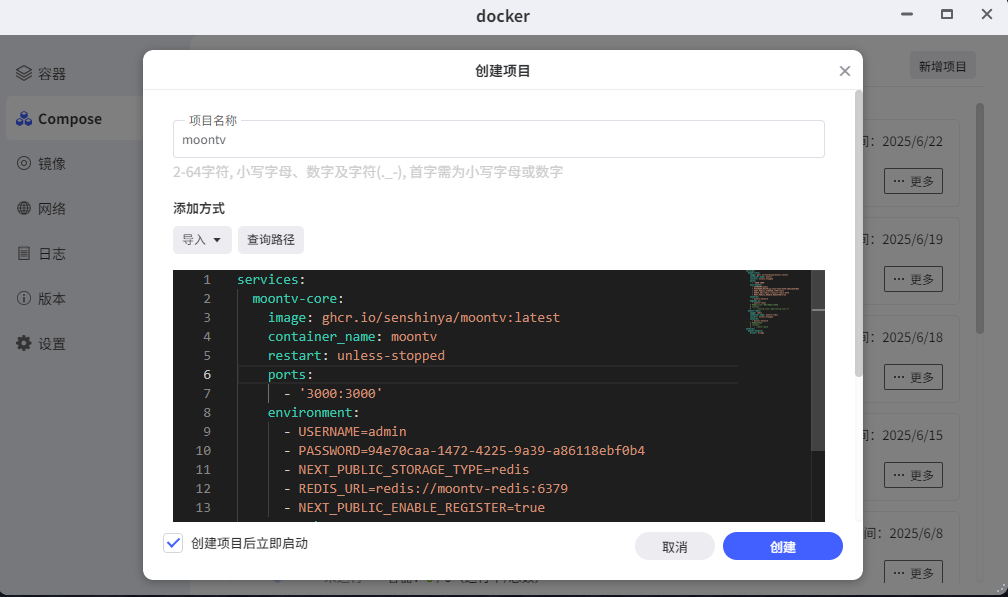 docker
容器
Compose
镜像
网络
日志
版本
设置
新增项目
创建项目
项目名称
moontv
2-64字符, 小写字母、数字及字符(._-), 首字需为小写字母或数字
添加方式
导入
查询路径
1 services:
2 moontv-core:
3 image: ghcr.io/senshinya/moontv:latest
4 container_name: moontv
5 restart: unless-stopped
6 ports:
7 - '3000:3000'
8 environment:
9 - USERNAME=admin
10 - PASSWORD=94e70caa-1472-4225-9a39-a86118ebf0b4
11 - NEXT_PUBLIC_STORAGE_TYPE=redis
12 - REDIS_URL=redis://moontv-redis:6379
13 - NEXT_PUBLIC_ENABLE_REGISTER=true
创建项目后立即启动
取消
创建
间: 2025/6/22
··· 更多
间: 2025/6/19
··· 更多
间: 2025/6/18
··· 更多
间: 2025/6/15
··· 更多
间: 2025/6/8
··· 更多